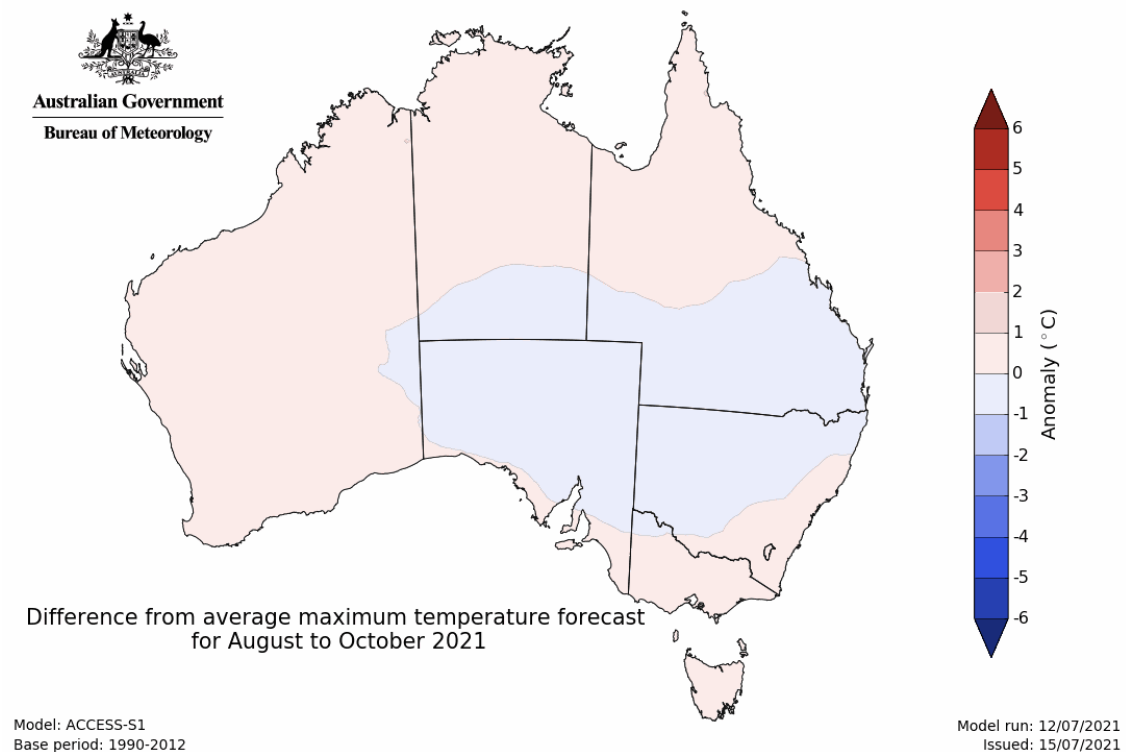 Australian Government
Bureau of Meteorology
6
5
4
3
2
1
0
-1
-2
-3
-4
-5
-6
Anomaly (°C)
Difference from average maximum temperature forecast
for August to October 2021
Model: ACCESS-S1
Base period: 1990-2012
Model run: 12/07/2021
Issued: 15/07/2021